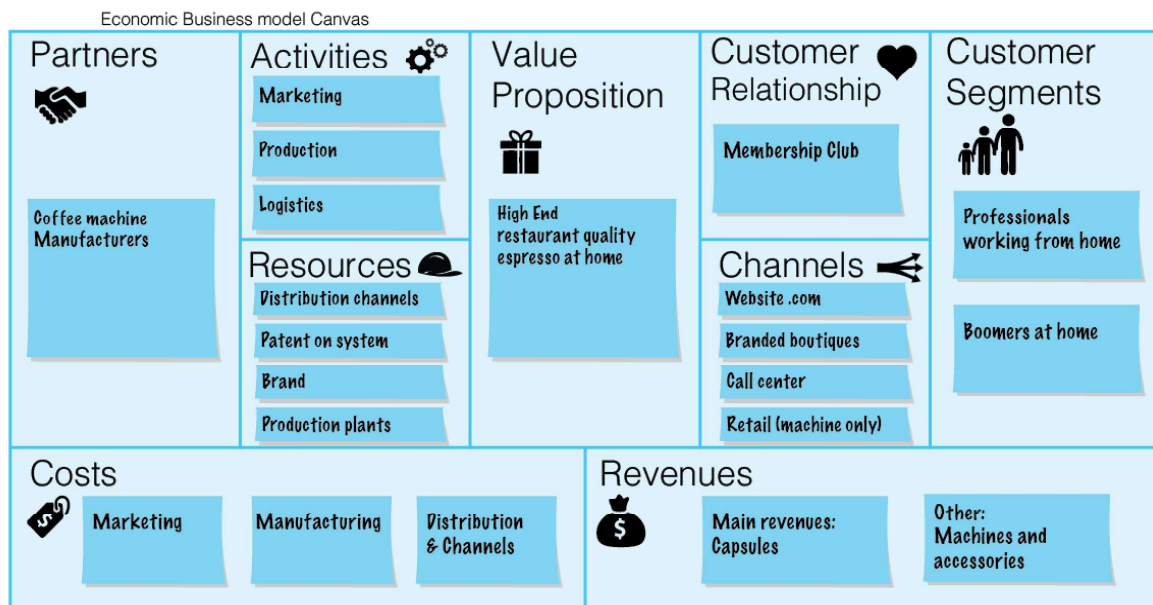 Economic Business model Canvas
Partners
Coffee machine
Manufacturers
Activities
Marketing
Production
Logistics
Resources
Distribution channels
Patent on system
Brand
Production plants
Value
Proposition
High End
restaurant quality
espresso at home
Customer
Relationship
Membership Club
Channels
Website .com
Branded boutiques
Call center
Retail (machine only)
Customer
Segments
Professionals
working from home
Boomers at home
Costs
$
Marketing
Manufacturing
Distribution
& Channels
Revenues
$
Main revenues:
Capsules
Other:
Machines and
accessories